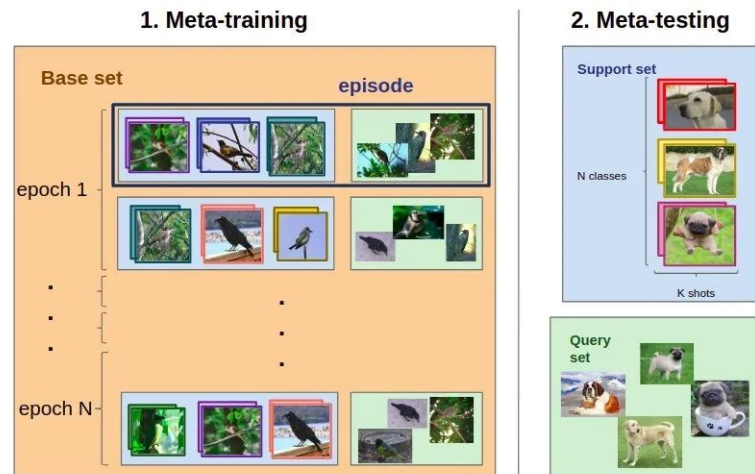 1. Meta-training
2. Meta-testing
Base set
episode
epoch 1
epoch N
Support set
N classes
K shots
Query
set